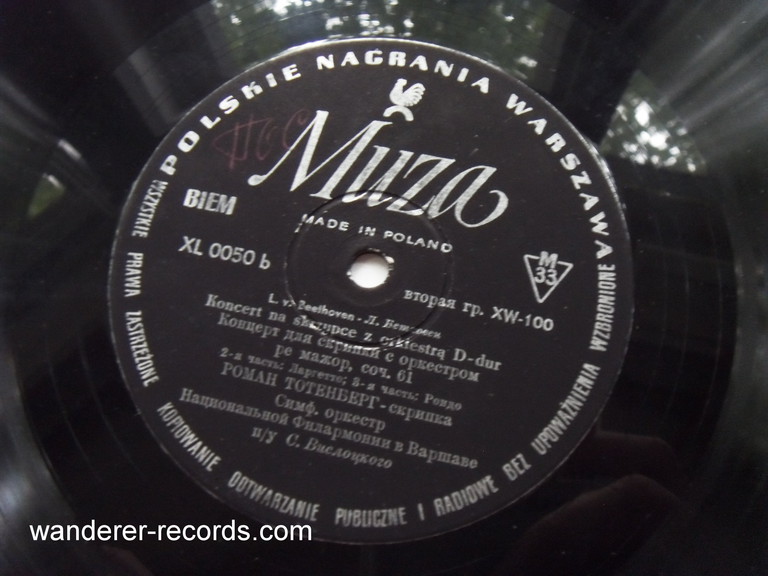 POLSKIE NAGRANIA WARSZAWA
Muza
BIEM
MADE IN POLAND
XL 0050 b
M
33
вторая гр. XW-100
L. v. Beethoven - Л. Бетховен
Koncert na skrzypce z orkiestrą D-dur
Концерт для скрипки с оркестром
ре мажор, соч. 61
2-я часть: Ларгетто; 3-я часть: Рондо
РОМАН ТОТЕНБЕРГ - скрипка
Симф. оркестр
Национальной Филармонии в Варшаве
п/у С. Вислоцкого
WSZYSTKIE PRAWA ZASTRZEŻONE KOPIOWANIE ODTWARZANIE PUBLICZNE I RADIOWE BEZ UPOWAŻNIENIA WZBRONIONE
wanderer-records.com